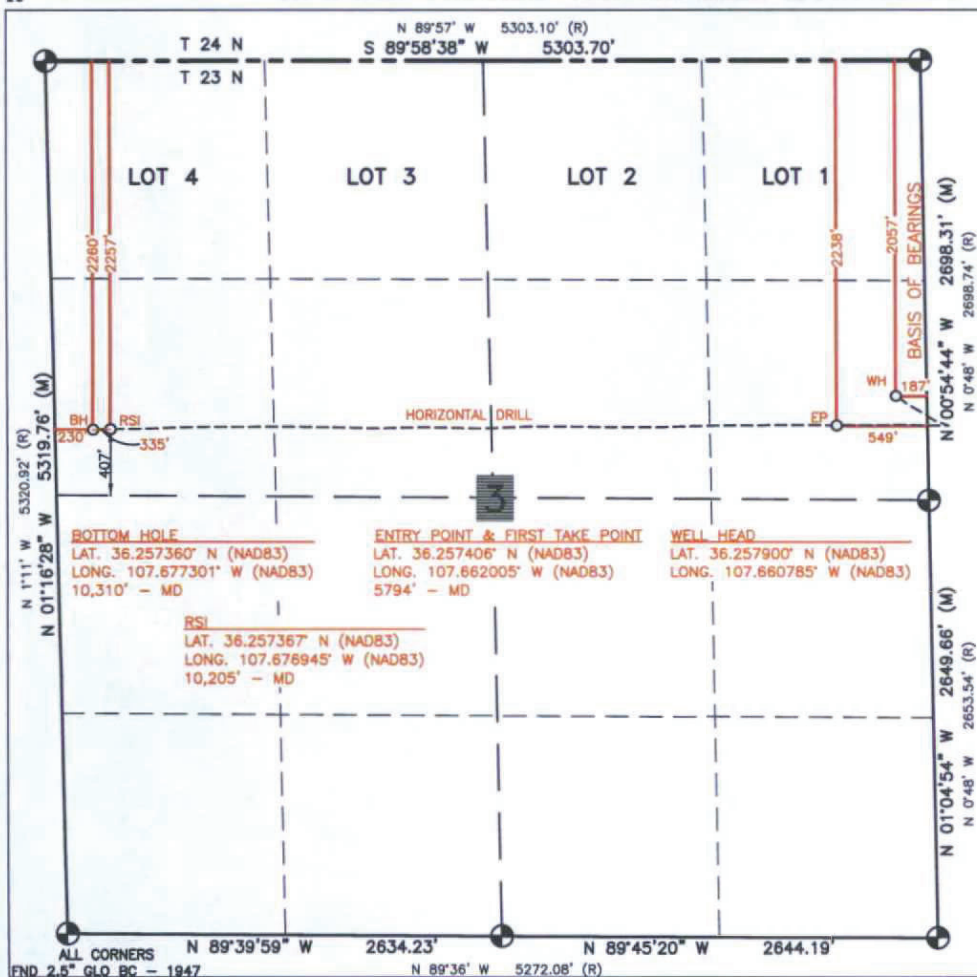 N 89°57' W 5303.10' (R)
T 24 N
S 89°58'38" W 5303.70'
T 23 N
LOT 4
LOT 3
LOT 2
LOT 1
2260'
2257'
2238'
2057'
BASIS OF BEARINGS
N 00°54'44" W 2698.31' (M)
N 0°48' W 2698.74' (R)
N 1°11' W 5320.92' (R)
N 01°16'28" W 5319.76' (M)
BH
RSI
230'
335'
407'
HORIZONTAL DRILL
WH
187'
EP
549'
3
BOTTOM HOLE
LAT. 36.257360° N (NAD83)
LONG. 107.677301° W (NAD83)
10,310' - MD
ENTRY POINT & FIRST TAKE POINT
LAT. 36.257406° N (NAD83)
LONG. 107.662005° W (NAD83)
5794' - MD
WELL HEAD
LAT. 36.257900° N (NAD83)
LONG. 107.660785° W (NAD83)
RSI
LAT. 36.257367° N (NAD83)
LONG. 107.676945° W (NAD83)
10,205' - MD
N 01°04'54" W 2649.66' (M)
N 0°48' W 2653.54' (R)
N 89°39'59" W 2634.23'
N 89°45'20" W 2644.19'
ALL CORNERS
FND 2.5" GLO BC - 1947
N 89°36' W 5272.08' (R)